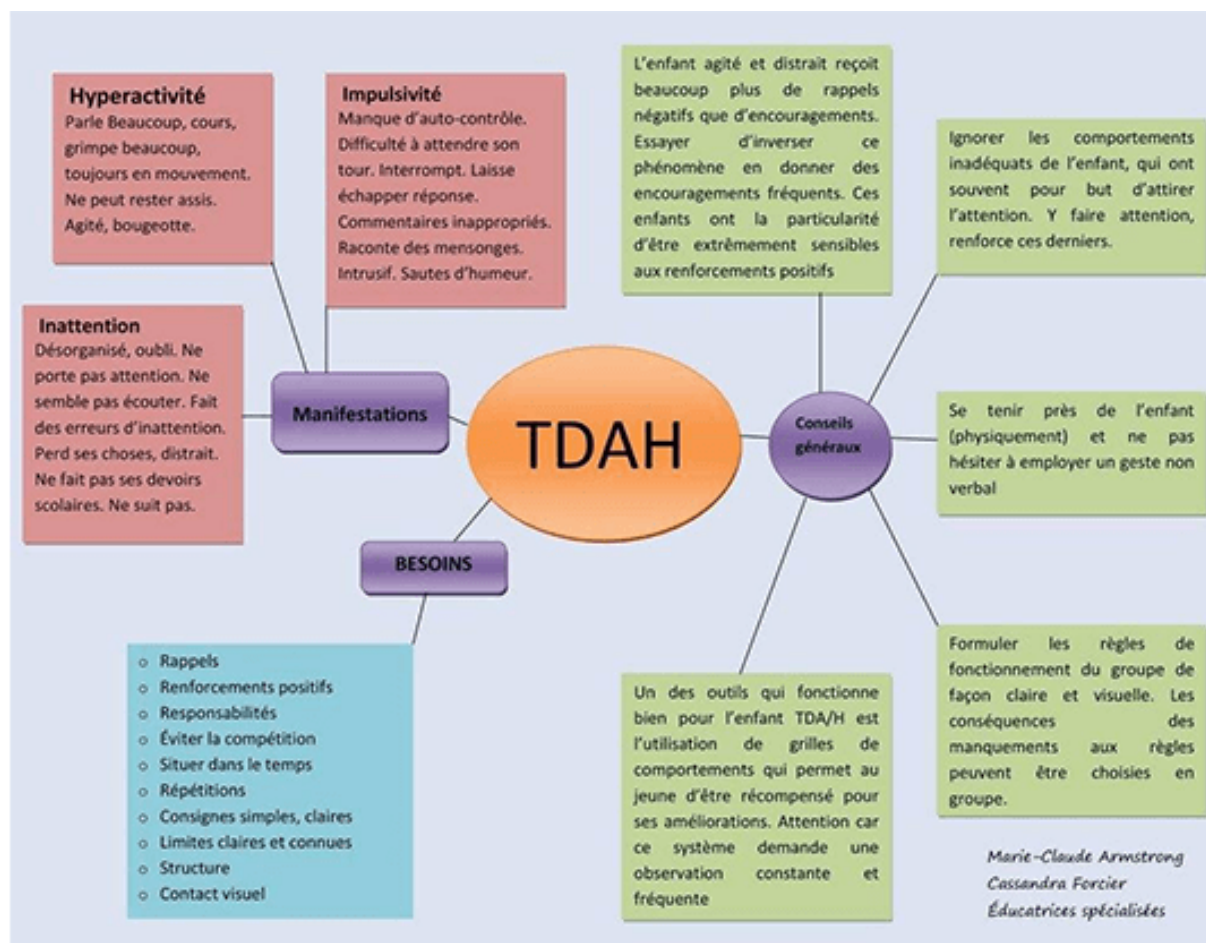 Hyperactivité
Parle Beaucoup, cours,
grimpe beaucoup,
toujours en mouvement.
Ne peut rester assis.
Agité, bougeotte.
Impulsivité
Manque d'auto-contrôle.
Difficulté à attendre son
tour. Interrompt. Laisse
échapper réponse.
Commentaires inappropriés.
Raconte des mensonges.
Intrusif. Sautes d'humeur.
Inattention
Désorganisé, oubli. Ne
porte pas attention. Ne
semble pas écouter. Fait
des erreurs d'inattention.
Perd ses choses, distrait.
Ne fait pas ses devoirs
scolaires. Ne suit pas.
Manifestations
TDAH
BESOINS
o Rappels
o Renforcements positifs
o Responsabilités
o Éviter la compétition
o Situer dans le temps
o Répétitions
o Consignes simples, claires
o Limites claires et connues
o Structure
o Contact visuel
Conseils
généraux
L'enfant agité et distrait reçoit
beaucoup plus de rappels
négatifs que d'encouragements.
Essayer d'inverser ce
phénomène en donner des
encouragements fréquents. Ces
enfants ont la particularité
d'être extrêmement sensibles
aux renforcements positifs
Ignorer les comportements
inadéquats de l'enfant, qui ont
souvent pour but d'attirer
l'attention. Y faire attention,
renforce ces derniers.
Se tenir près de l'enfant
(physiquement) et ne pas
hésiter à employer un geste non
verbal
Formuler les règles de
fonctionnement du groupe de
façon claire et visuelle. Les
conséquences des
manquements aux règles
peuvent être choisies en
groupe.
Un des outils qui fonctionne
bien pour l'enfant TDA/H est
l'utilisation de grilles de
comportements qui permet au
jeune d'être récompensé pour
ses améliorations. Attention car
ce système demande une
observation constante et
fréquente
Marie-Claude Armstrong
Cassandra Forcier
Éducatrices spécialisées